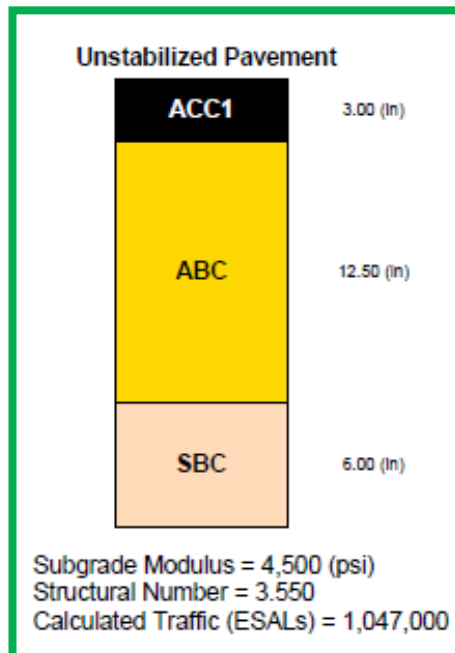 Unstabilized Pavement
ACC1 3.00 (in)
ABC 12.50 (in)
SBC 6.00 (in)
Subgrade Modulus = 4,500 (psi)
Structural Number = 3.550
Calculated Traffic (ESALs) = 1,047,000